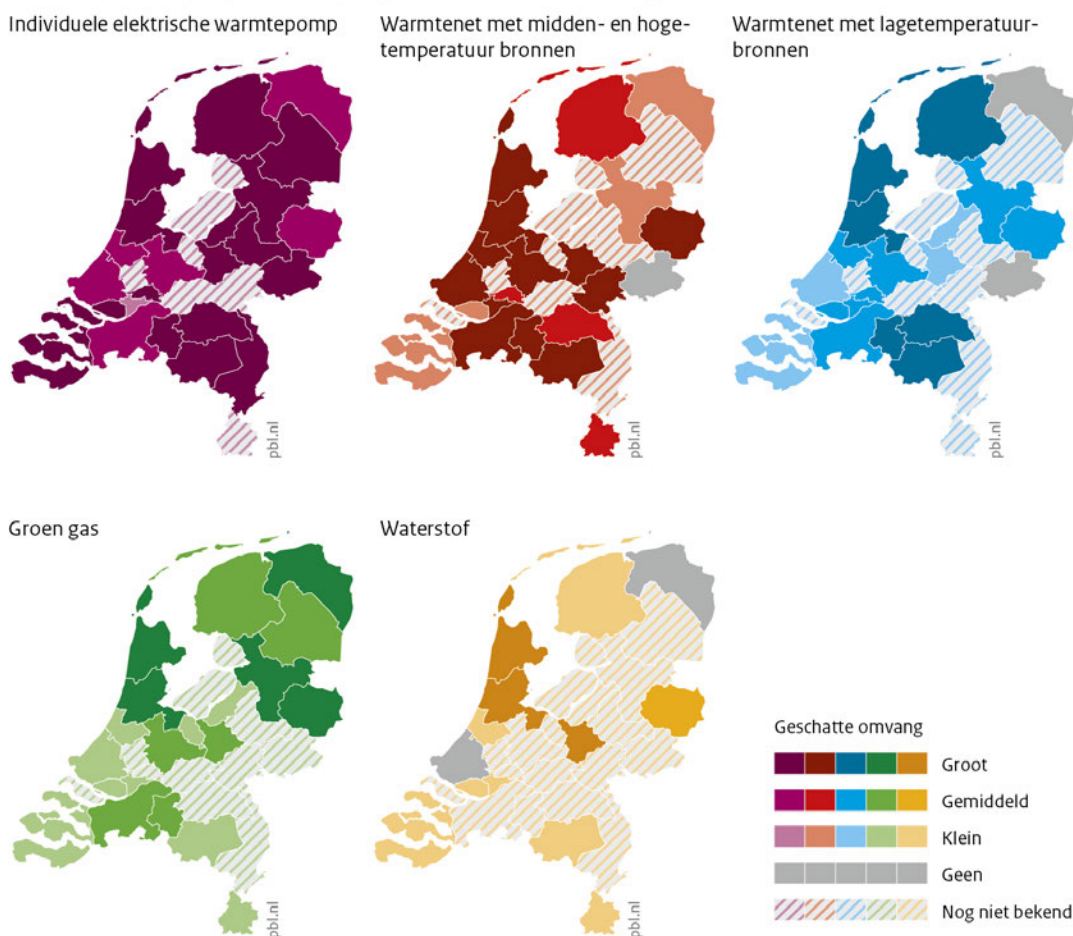 Individuele elektrische warmtepomp
Warmtenet met midden- en hoge-
temperatuur bronnen
Warmtenet met lagetemperatuur-
bronnen
pbl.nl
pbl.nl
pbl.nl
Groen gas
Waterstof
pbl.nl
pbl.nl
Geschatte omvang
Groot
Gemiddeld
Klein
Geen
Nog niet bekend